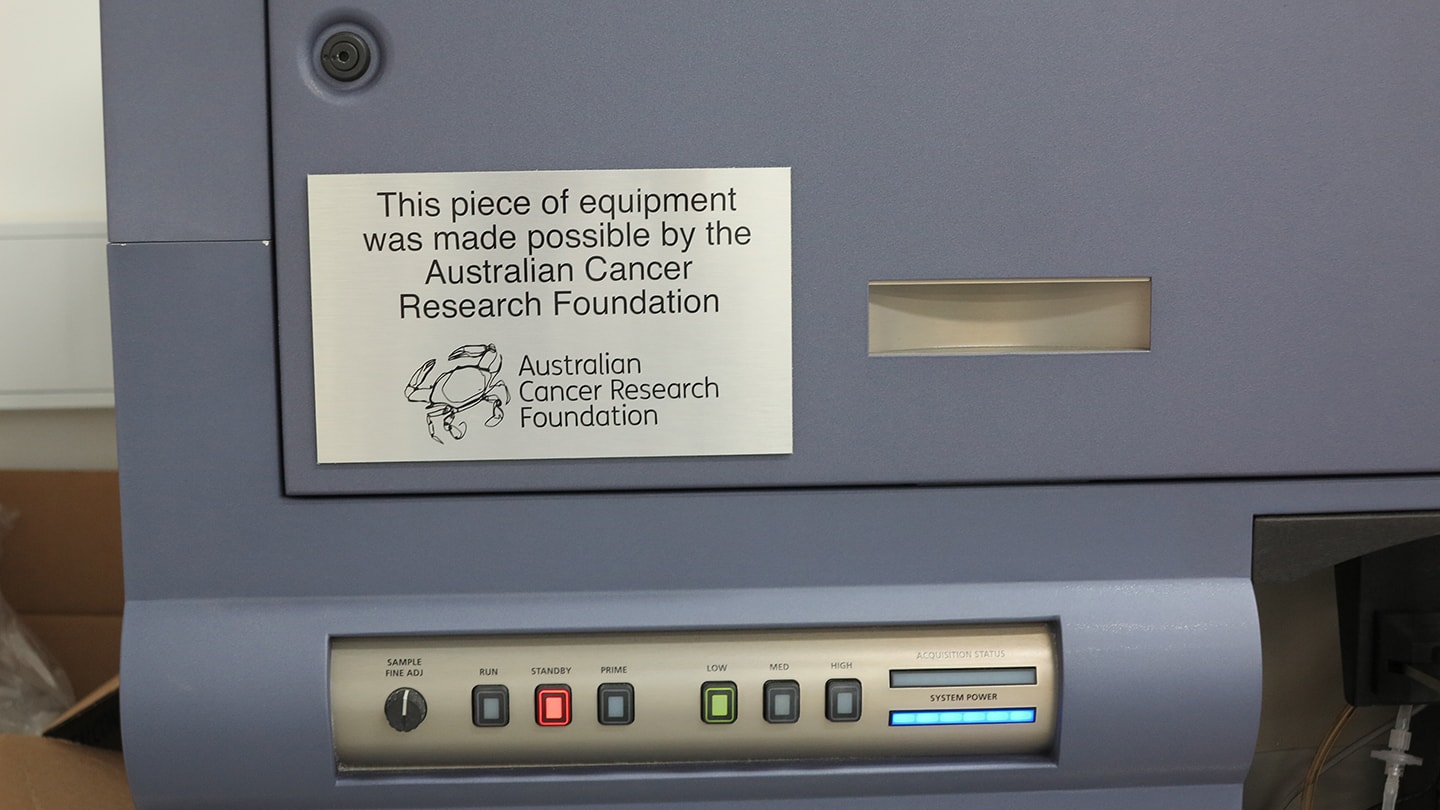 This piece of equipment
was made possible by the
Australian Cancer
Research Foundation
Australian
Cancer Research
Foundation
SAMPLE
FINE ADJ
RUN
STANDBY
PRIME
LOW
MED
HIGH
ACQUISITION STATUS
SYSTEM POWER